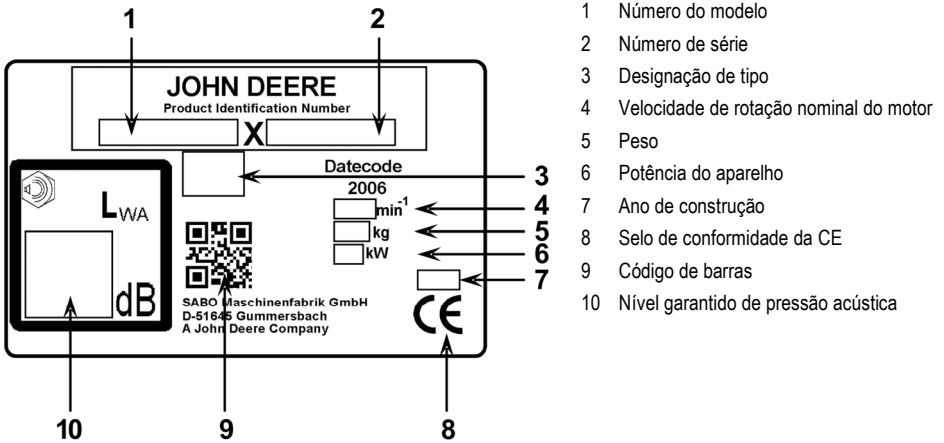 1 2
JOHN DEERE
Product Identification Number
X
Datecode
2006
3
min-1
4
kg
5
kW
6
7
LWA
dB
SABO Maschinenfabrik GmbH
D-51645 Gummersbach
A John Deere Company
CE
10 9 8
1 Número do modelo
2 Número de série
3 Designação de tipo
4 Velocidade de rotação nominal do motor
5 Peso
6 Potência do aparelho
7 Ano de construção
8 Selo de conformidade da CE
9 Código de barras
10 Nível garantido de pressão acústica